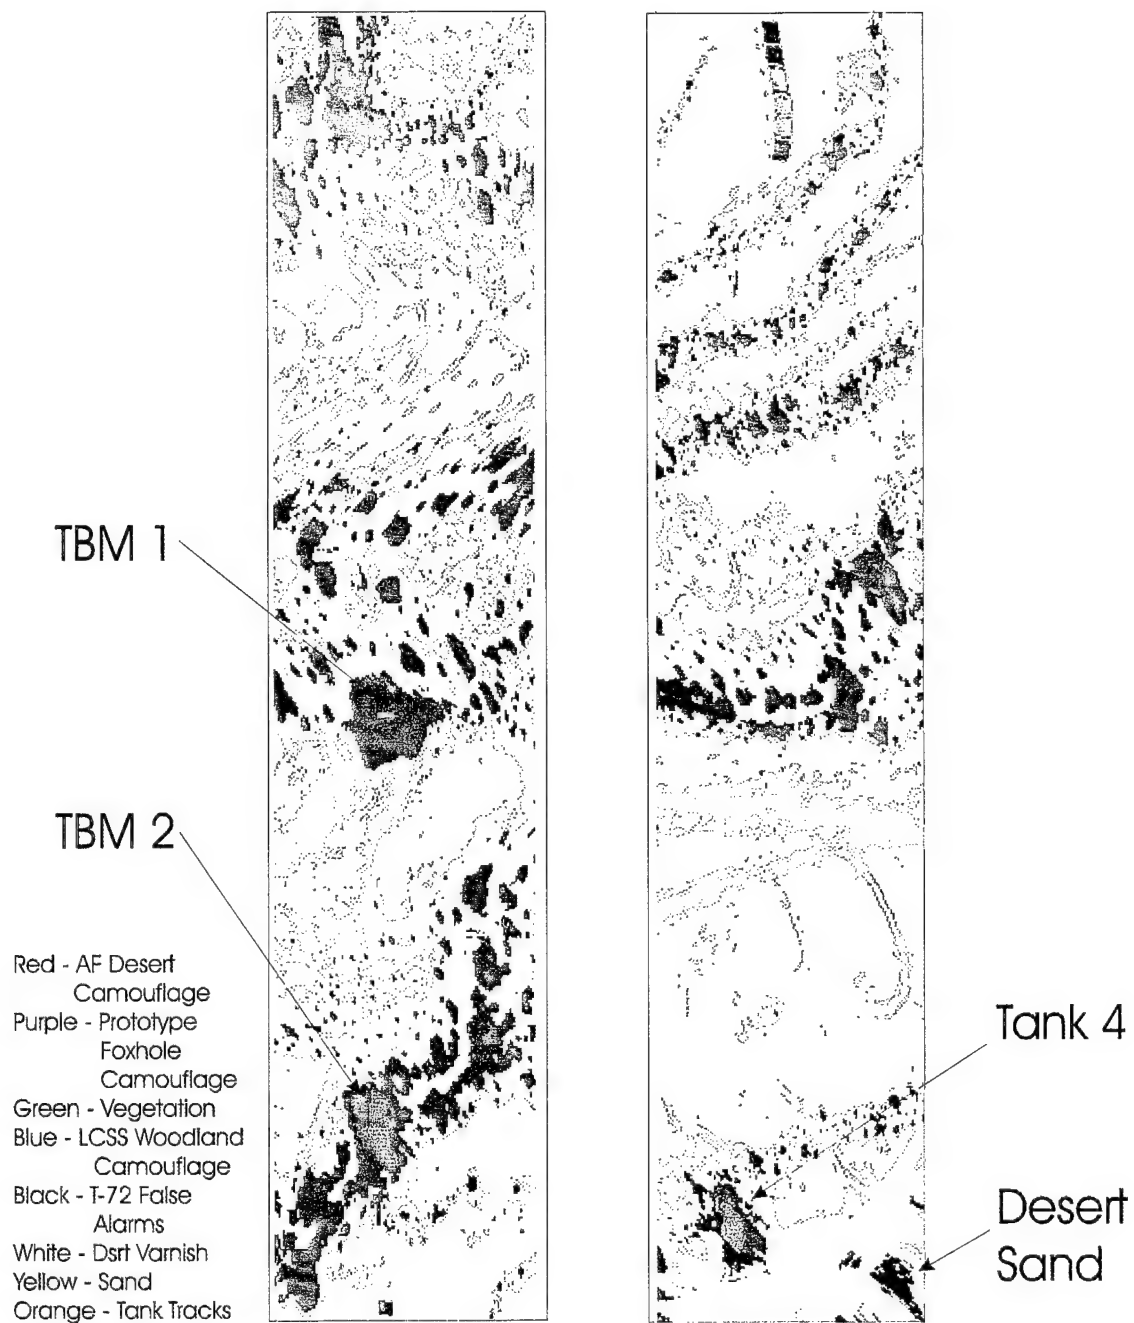 TBM 1
TBM 2
Red - AF Desert
Camouflage
Purple - Prototype
Foxhole
Camouflage
Green - Vegetation
Blue - LCSS Woodland
Camouflage
Black - T-72 False
Alarms
White - Dsrt Varnish
Yellow - Sand
Orange - Tank Tracks
Tank 4
Desert
Sand